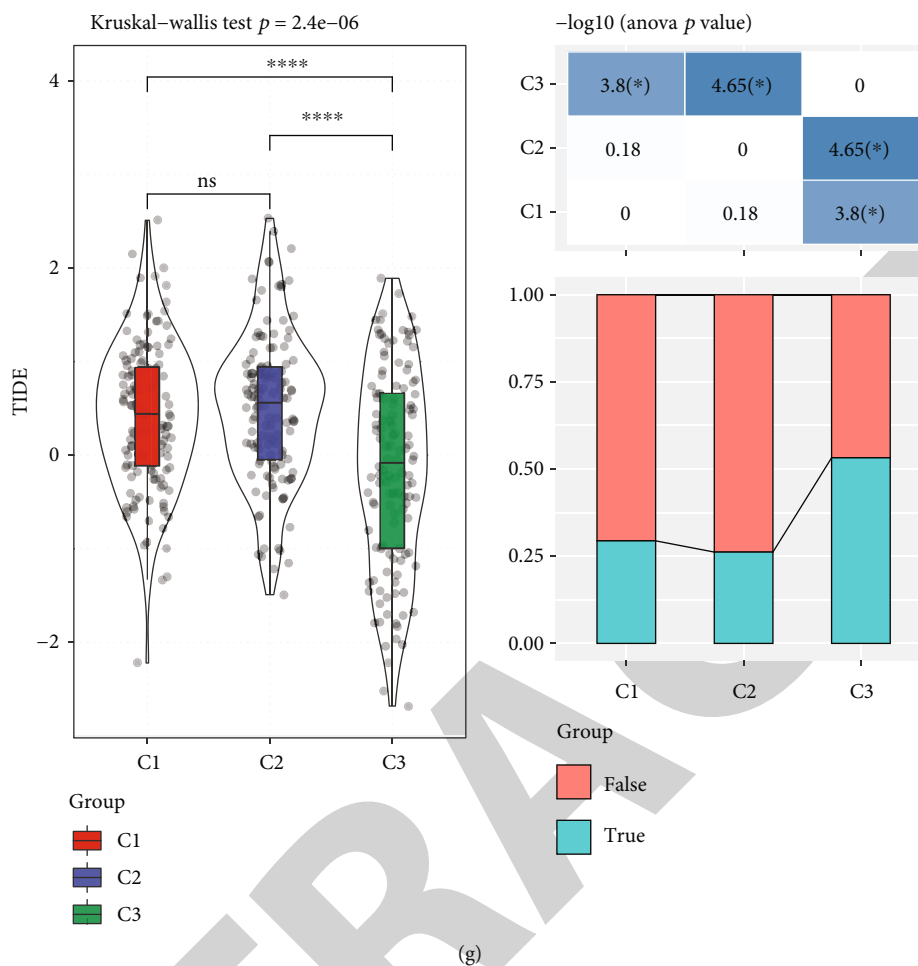 Kruskal−wallis test p = 2.4e−06
4
2
0
−2
TIDE
****
****
ns
C1
C2
C3
Group
C1
C2
C3
−log10 (anova p value)
C3
3.8(*)
4.65(*)
0
C2
0.18
0
4.65(*)
C1
0
0.18
3.8(*)
1.00
0.75
0.50
0.25
0.00
C1
C2
C3
Group
False
True
(g)